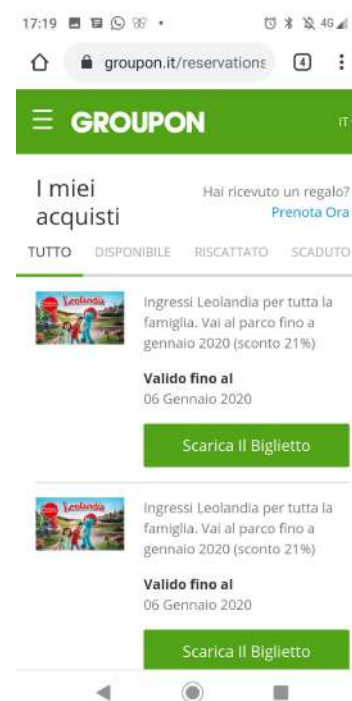 17:19 4G
groupon.it/reservations 4
GROUPON IT
I miei acquisti
Hai ricevuto un regalo?
Prenota Ora
TUTTO DISPONIBILE RISCATTATO SCADUTO
Leolandia
Ingressi Leolandia per tutta la
famiglia. Vai al parco fino a
gennaio 2020 (sconto 21%)
Valido fino al
06 Gennaio 2020
Scarica Il Biglietto
Leolandia
Ingressi Leolandia per tutta la
famiglia. Vai al parco fino a
gennaio 2020 (sconto 21%)
Valido fino al
06 Gennaio 2020
Scarica Il Biglietto